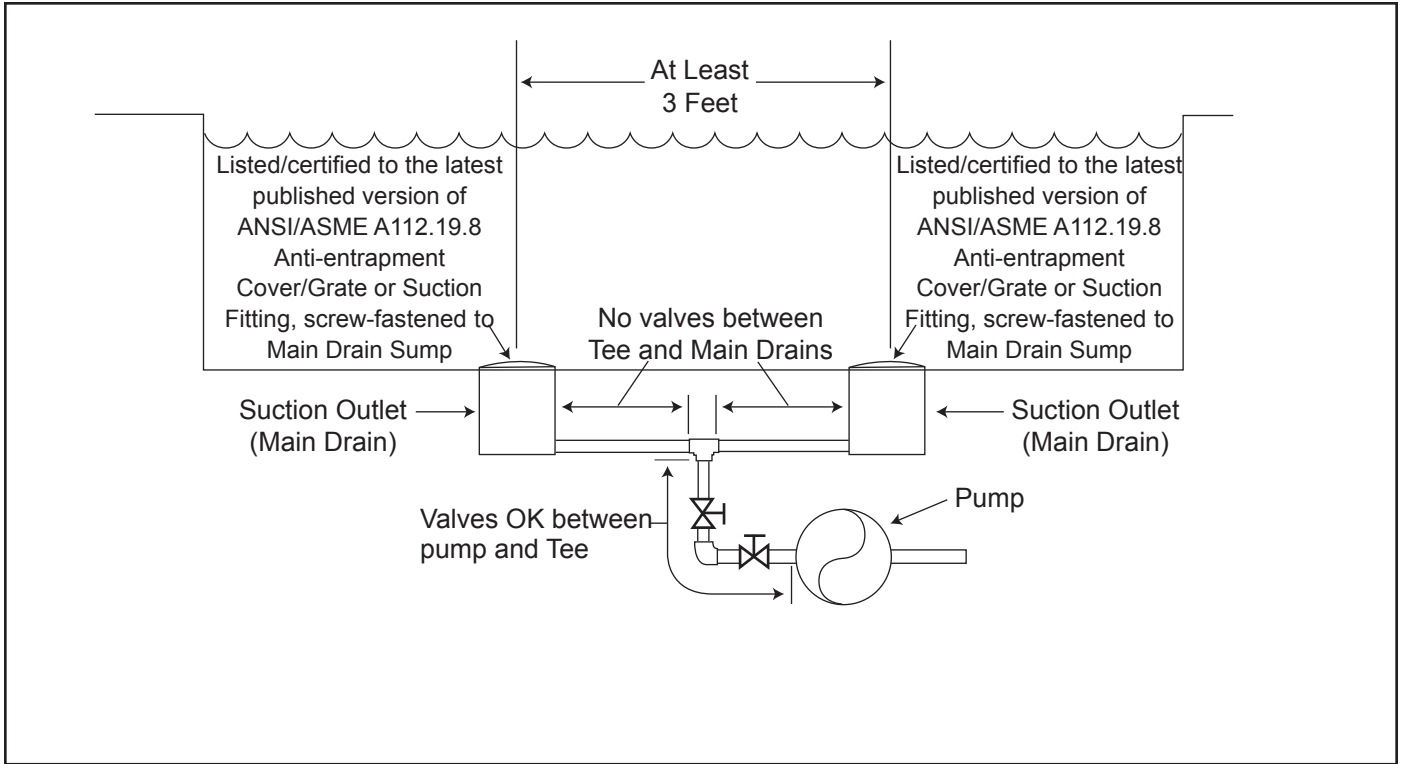 At Least
3 Feet
Listed/certified to the latest
published version of
ANSI/ASME A112.19.8
Anti-entrapment
Cover/Grate or Suction
Fitting, screw-fastened to
Main Drain Sump
Listed/certified to the latest
published version of
ANSI/ASME A112.19.8
Anti-entrapment
Cover/Grate or Suction
Fitting, screw-fastened to
Main Drain Sump
No valves between
Tee and Main Drains
Suction Outlet
(Main Drain)
Suction Outlet
(Main Drain)
Valves OK between
pump and Tee
Pump